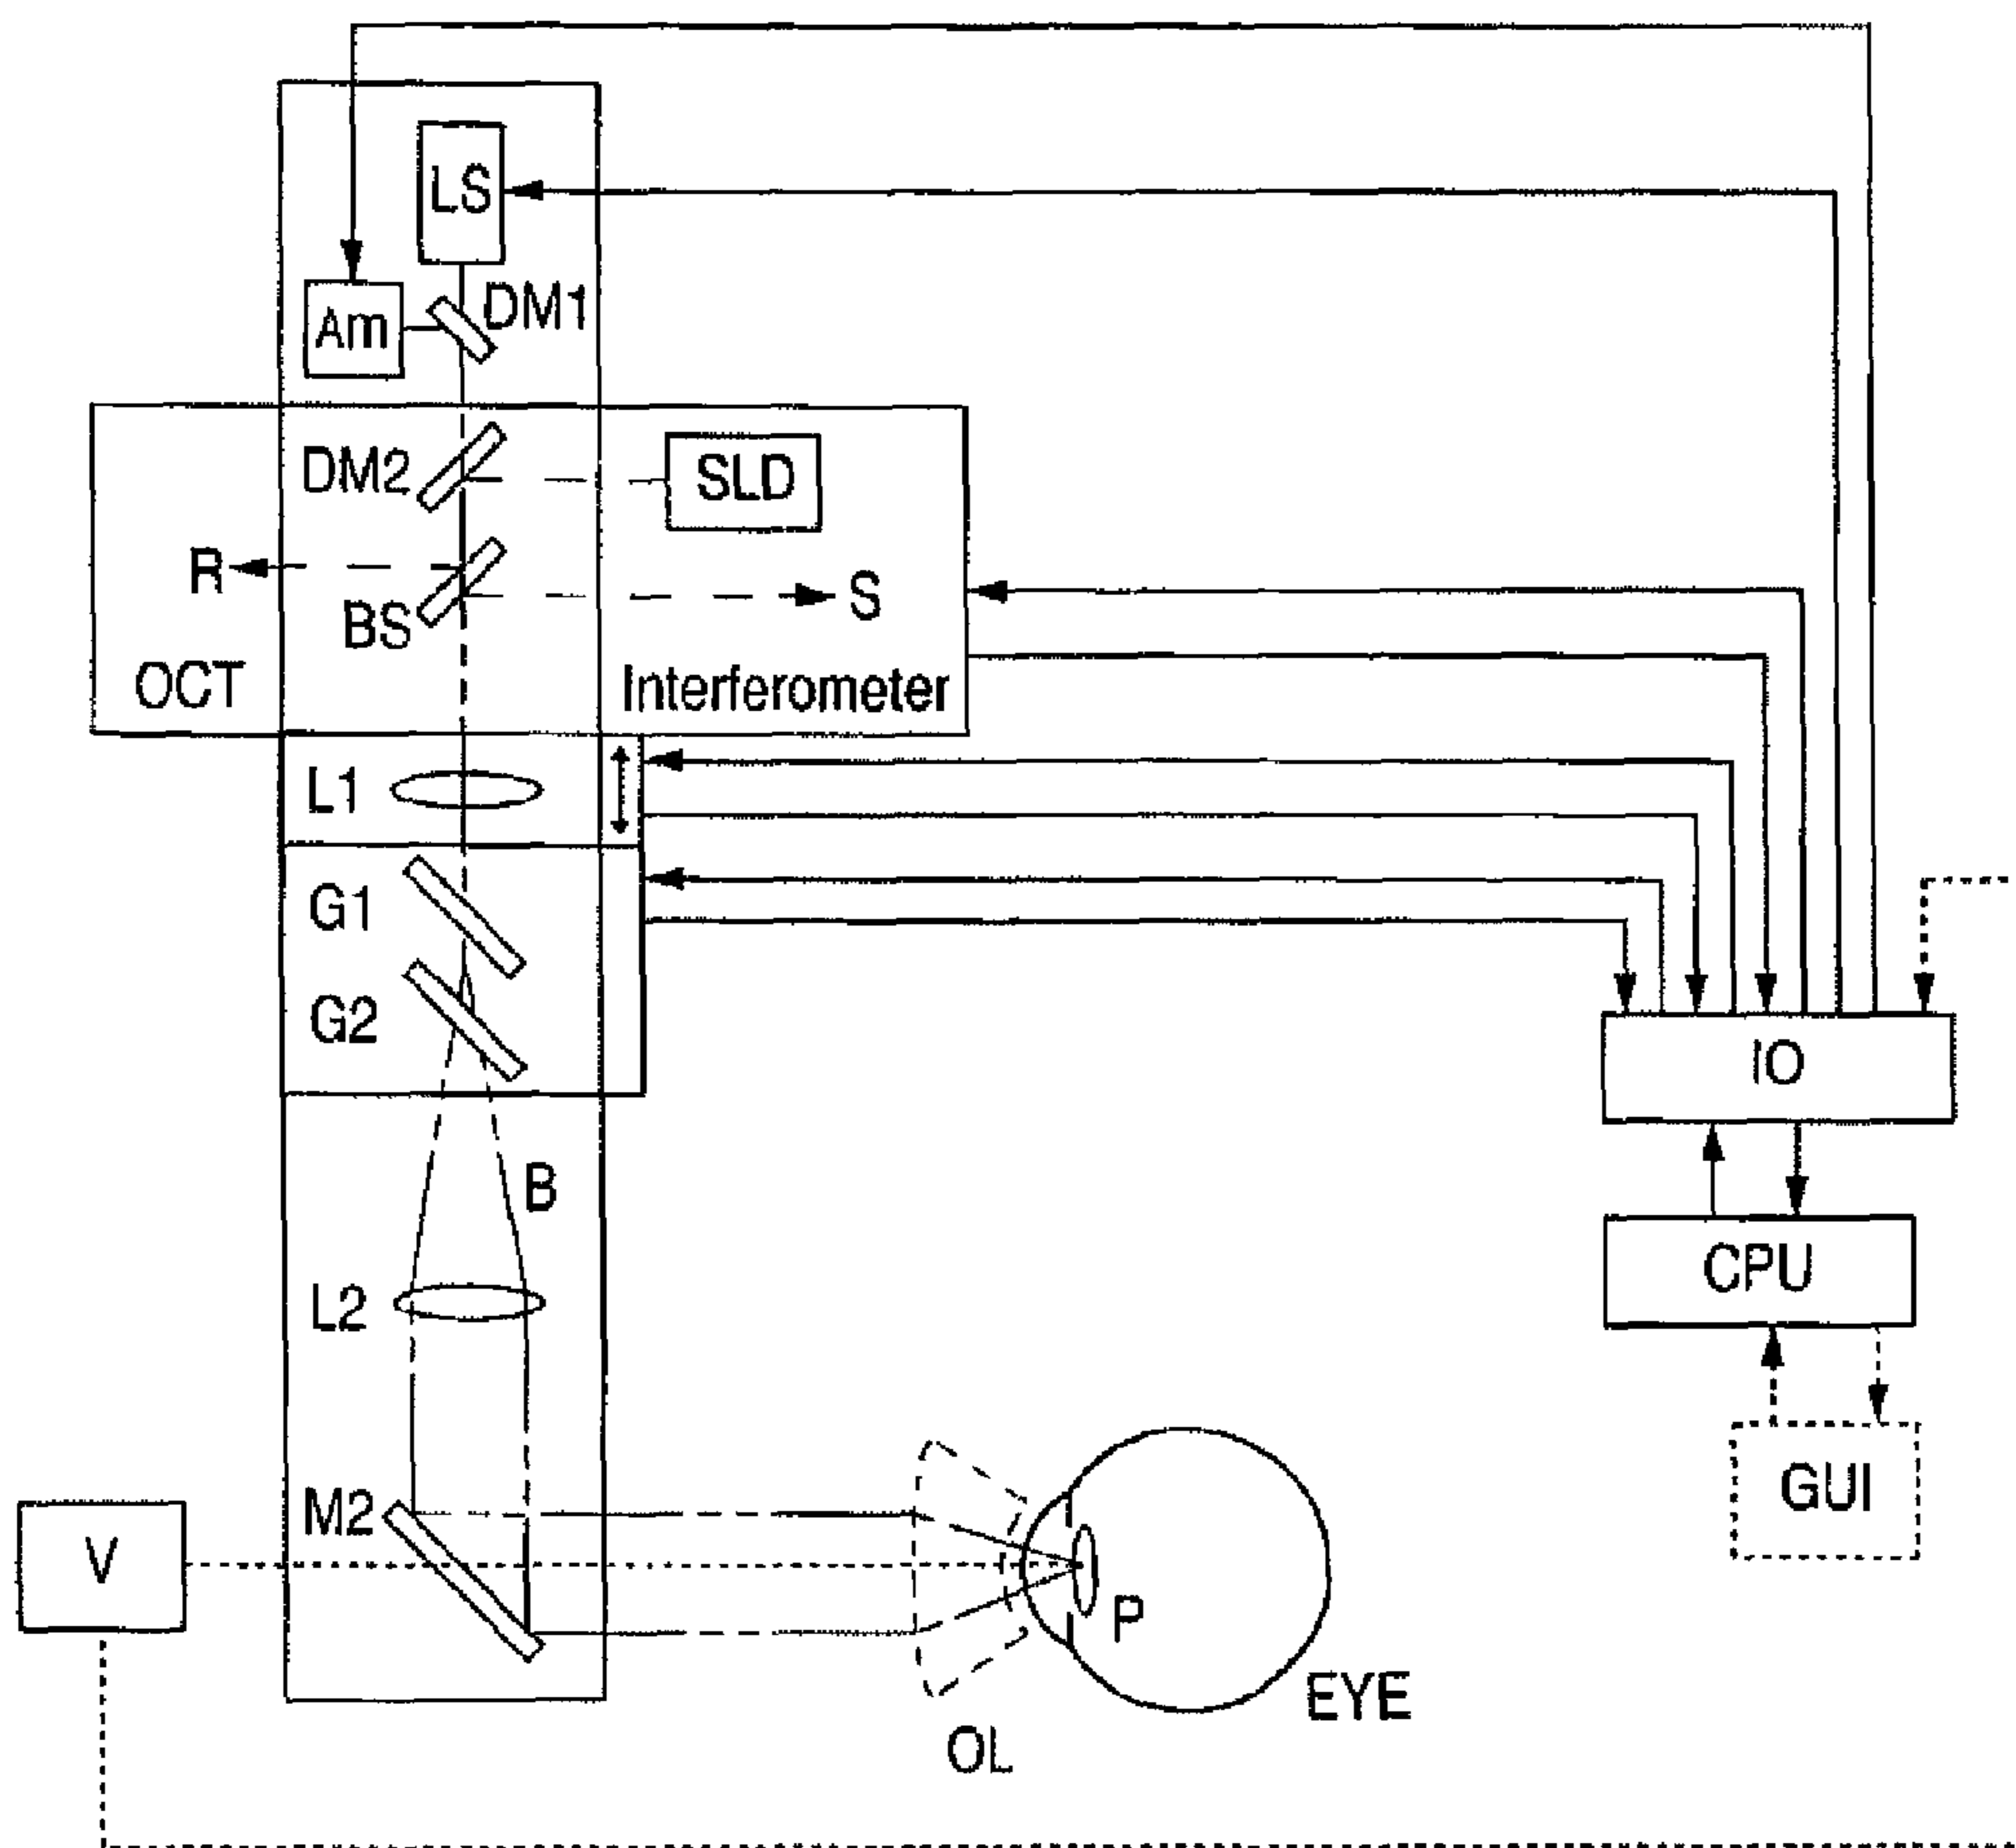 LS
Am
DM1
DM2
SLD
R
S
BS
OCT
Interferometer
L1
G1
G2
IO
B
CPU
L2
GUI
M2
V
P
EYE
OL